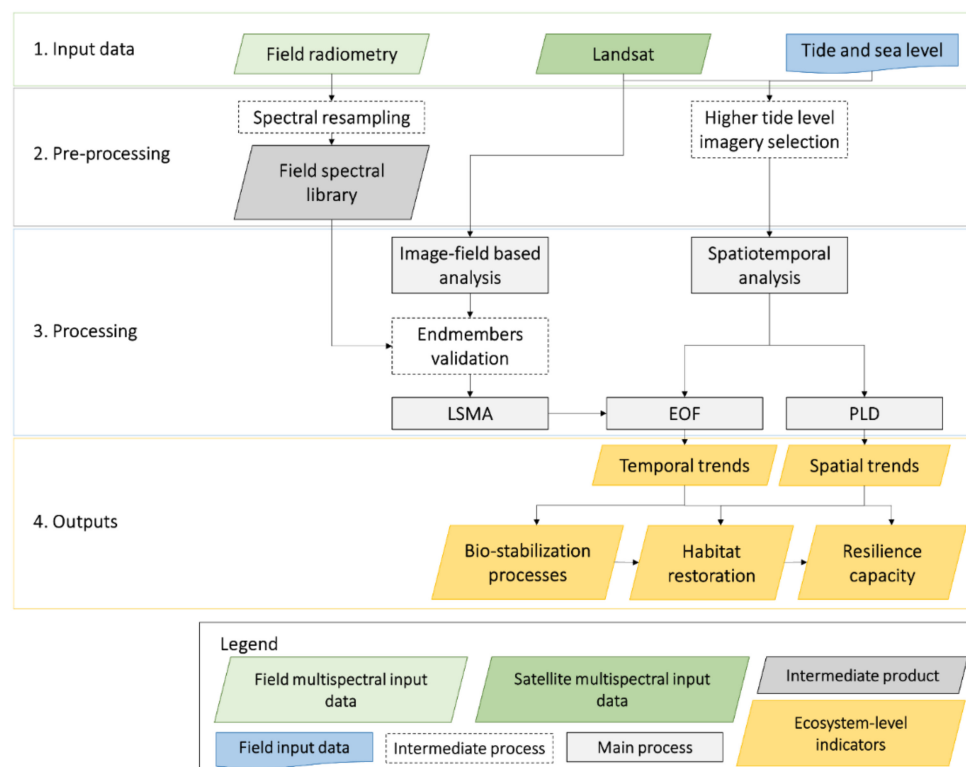 1. Input data
Field radiometry
Landsat
Tide and sea level
2. Pre-processing
Spectral resampling
Field spectral
library
Higher tide level
imagery selection
3. Processing
Image-field based
analysis
Spatiotemporal
analysis
Endmembers
validation
LSMA
EOF
PLD
4. Outputs
Temporal trends
Spatial trends
Bio-stabilization
processes
Habitat
restoration
Resilience
capacity
Legend
Field multispectral input
data
Satellite multispectral input
data
Intermediate product
Field input data
Intermediate process
Main process
Ecosystem-level
indicators